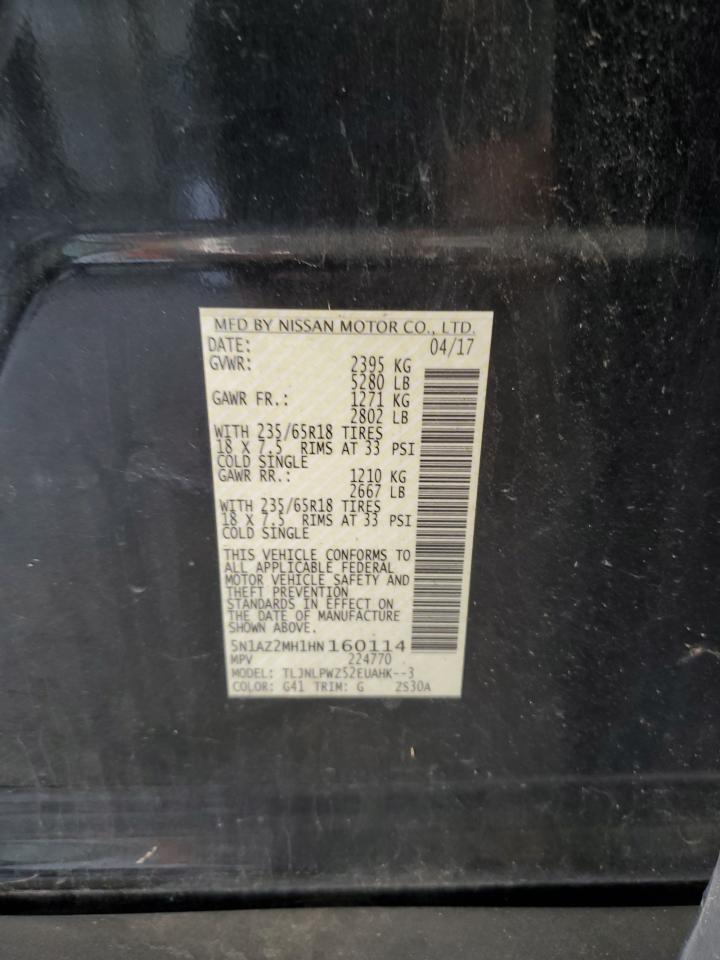 MFD BY NISSAN MOTOR CO., LTD.
DATE: 04/17
GVWR: 2395 KG
5280 LB
GAWR FR.: 1271 KG
2802 LB
WITH 235/65R18 TIRES
18 X 7.5 RIMS AT 33 PSI
COLD SINGLE
GAWR RR.: 1210 KG
2667 LB
WITH 235/65R18 TIRES
18 X 7.5 RIMS AT 33 PSI
COLD SINGLE
THIS VEHICLE CONFORMS TO
ALL APPLICABLE FEDERAL
MOTOR VEHICLE SAFETY AND
THEFT PREVENTION
STANDARDS IN EFFECT ON
THE DATE OF MANUFACTURE
SHOWN ABOVE.
5N1AZ2MH1HN 160114
MPV 224770
MODEL: TLJNLPWZ52EUAHK--3
COLOR: G41 TRIM: G ZS30A